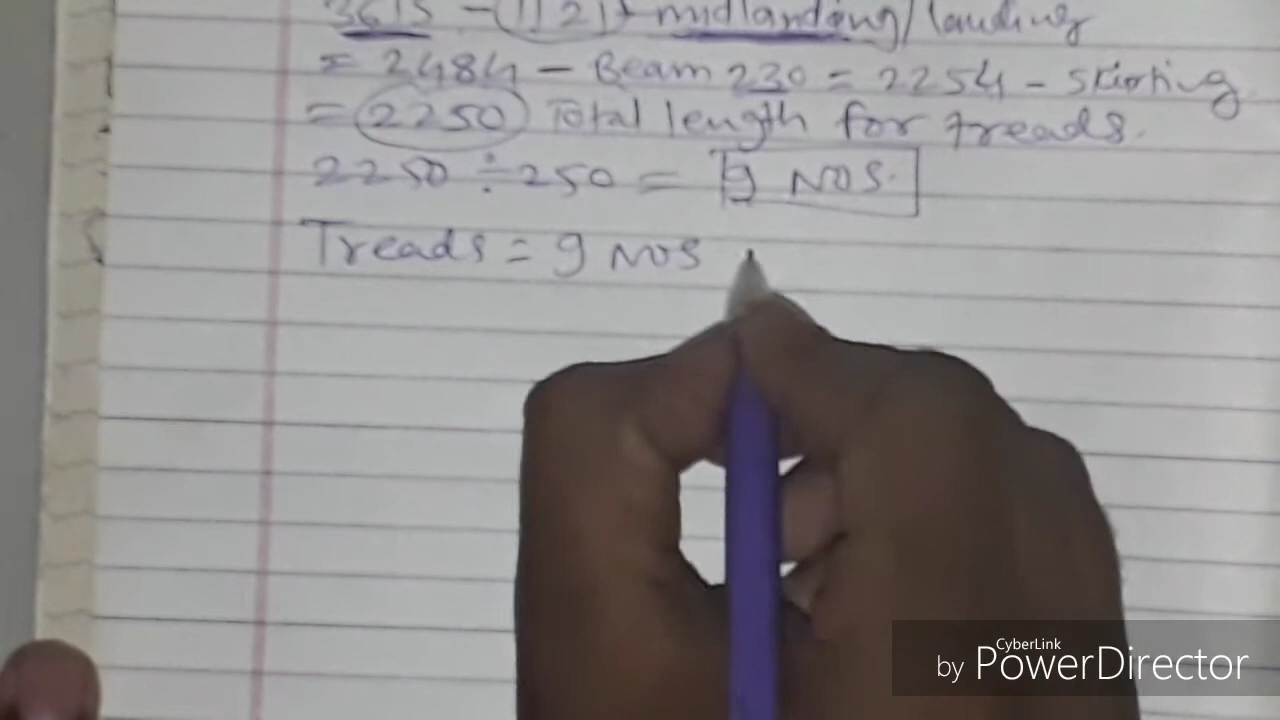 3615 - (1121) midlanding/landing
= 2484 - Beam 230 = 2254 - skirting
= 2250 Total length for treads.
2250 ÷ 250 = 9 NOS.
Treads = 9 NOS
CyberLink
by PowerDirector